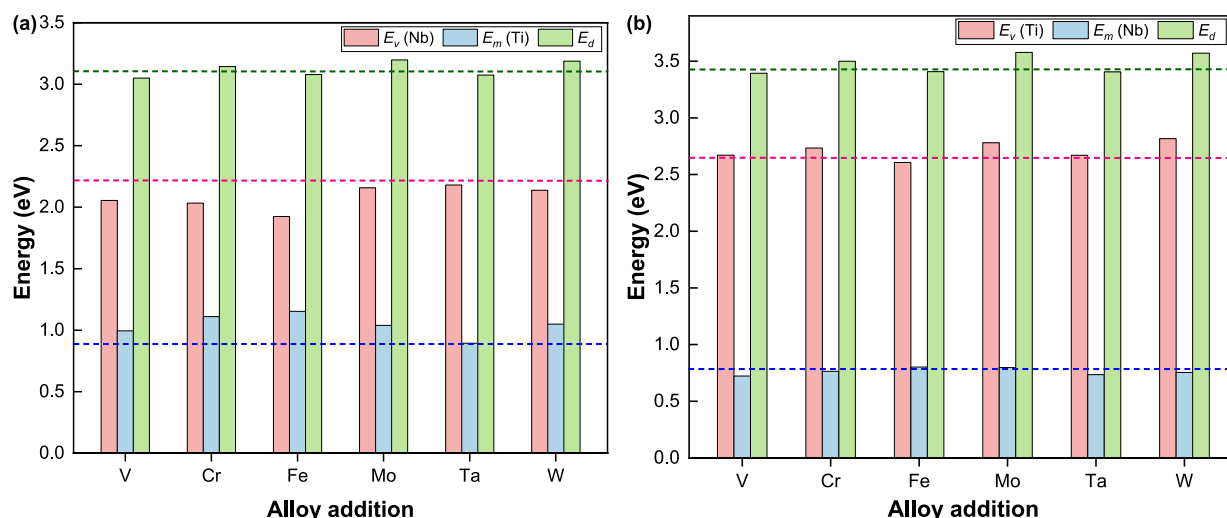 (a)
E_v (Nb) E_m (Ti) E_d
3.5
3.0
2.5
2.0
1.5
1.0
0.5
0.0
Energy (eV)
V Cr Fe Mo Ta W
Alloy addition
(b)
E_v (Ti) E_m (Nb) E_d
3.5
3.0
2.5
2.0
1.5
1.0
0.5
0.0
Energy (eV)
V Cr Fe Mo Ta W
Alloy addition